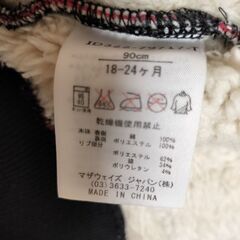 90cm
18-24ヶ月
乾燥機使用禁止
本体 表側 綿 100%
ポリエステル 100%
リブ部分 ポリエステル 62%
綿 34%
ポリウレタン 4%
マザウェイズ ジャパン(株)
(03)3633-7240
MADE IN CHINA